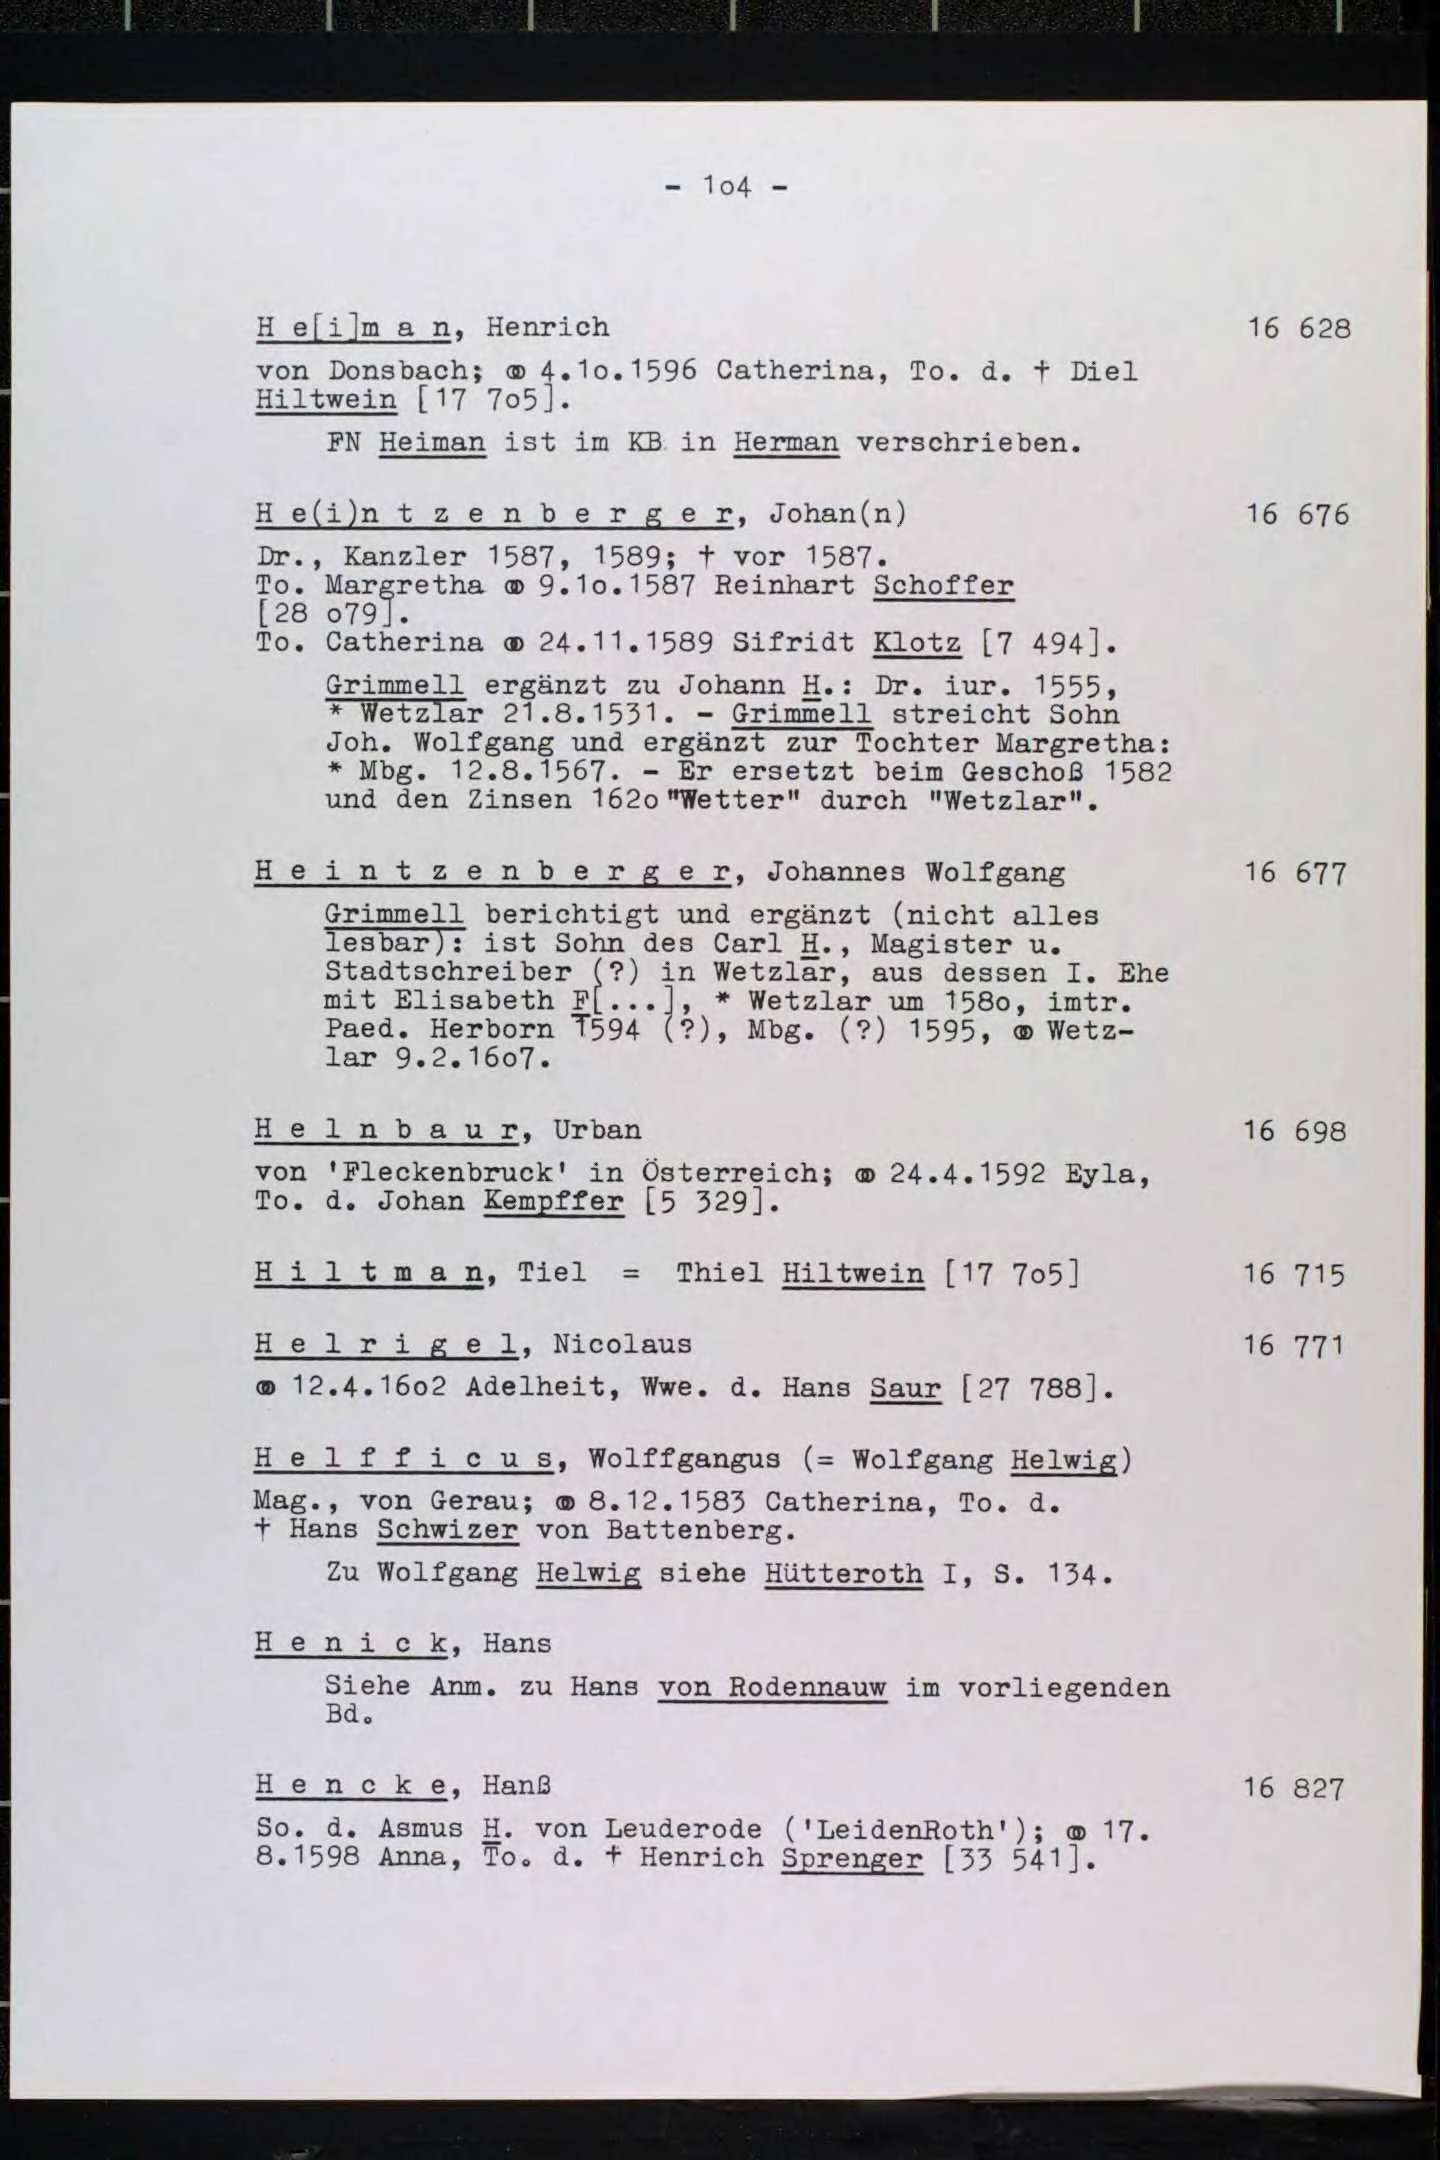 - 1o4 -
H e[i]m a n, Henrich 16 628
von Donsbach; ⚭ 4.1o.1596 Catherina, To. d. † Diel
Hiltwein [17 7o5].
FN Heiman ist im KB in Herman verschrieben.
H e(i)n t z e n b e r g e r, Johan(n) 16 676
Dr., Kanzler 1587, 1589; † vor 1587.
To. Margretha ⚭ 9.1o.1587 Reinhart Schoffer
[28 o79].
To. Catherina ⚭ 24.11.1589 Sifridt Klotz [7 494].
Grimmell ergänzt zu Johann H.: Dr. iur. 1555,
* Wetzlar 21.8.1531. - Grimmell streicht Sohn
Joh. Wolfgang und ergänzt zur Tochter Margretha:
* Mbg. 12.8.1567. - Er ersetzt beim Geschoß 1582
und den Zinsen 162o "Wetter" durch "Wetzlar".
H e i n t z e n b e r g e r, Johannes Wolfgang 16 677
Grimmell berichtigt und ergänzt (nicht alles
lesbar): ist Sohn des Carl H., Magister u.
Stadtschreiber (?) in Wetzlar, aus dessen I. Ehe
mit Elisabeth F[...], * Wetzlar um 158o, imtr.
Paed. Herborn 1594 (?), Mbg. (?) 1595, ⚭ Wetz-
lar 9.2.16o7.
H e l n b a u r, Urban 16 698
von 'Fleckenbruck' in Österreich; ⚭ 24.4.1592 Eyla,
To. d. Johan Kempffer [5 329].
H i l t m a n, Tiel = Thiel Hiltwein [17 7o5] 16 715
H e l r i g e l, Nicolaus 16 771
⚭ 12.4.16o2 Adelheit, Wwe. d. Hans Saur [27 788].
H e l f f i c u s, Wolffgangus (= Wolfgang Helwig)
Mag., von Gerau; ⚭ 8.12.1583 Catherina, To. d.
† Hans Schwizer von Battenberg.
Zu Wolfgang Helwig siehe Hütteroth I, S. 134.
H e n i c k, Hans
Siehe Anm. zu Hans von Rodennauw im vorliegenden
Bd.
H e n c k e, Hanß 16 827
So. d. Asmus H. von Leuderode ('LeidenRoth'); ⚭ 17.
8.1598 Anna, To. d. † Henrich Sprenger [33 541].